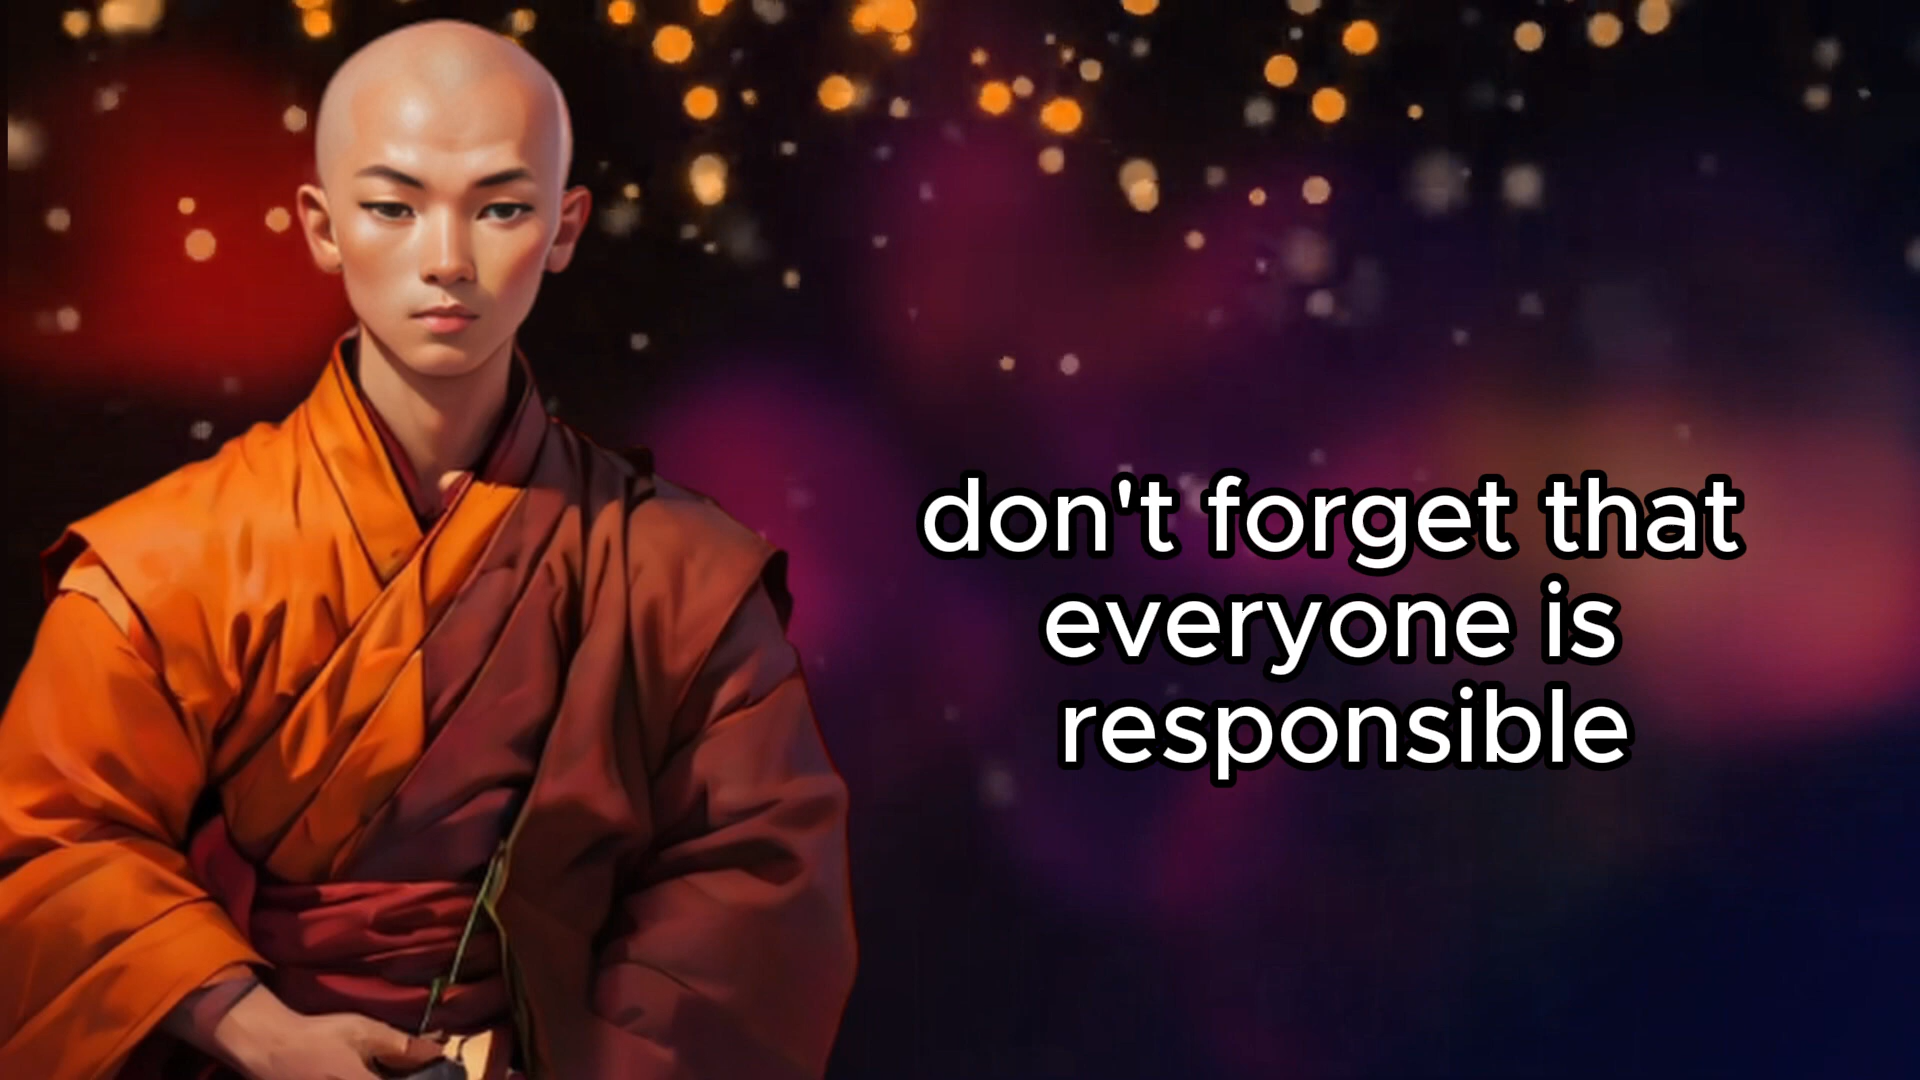 don't forget that
everyone is
responsible